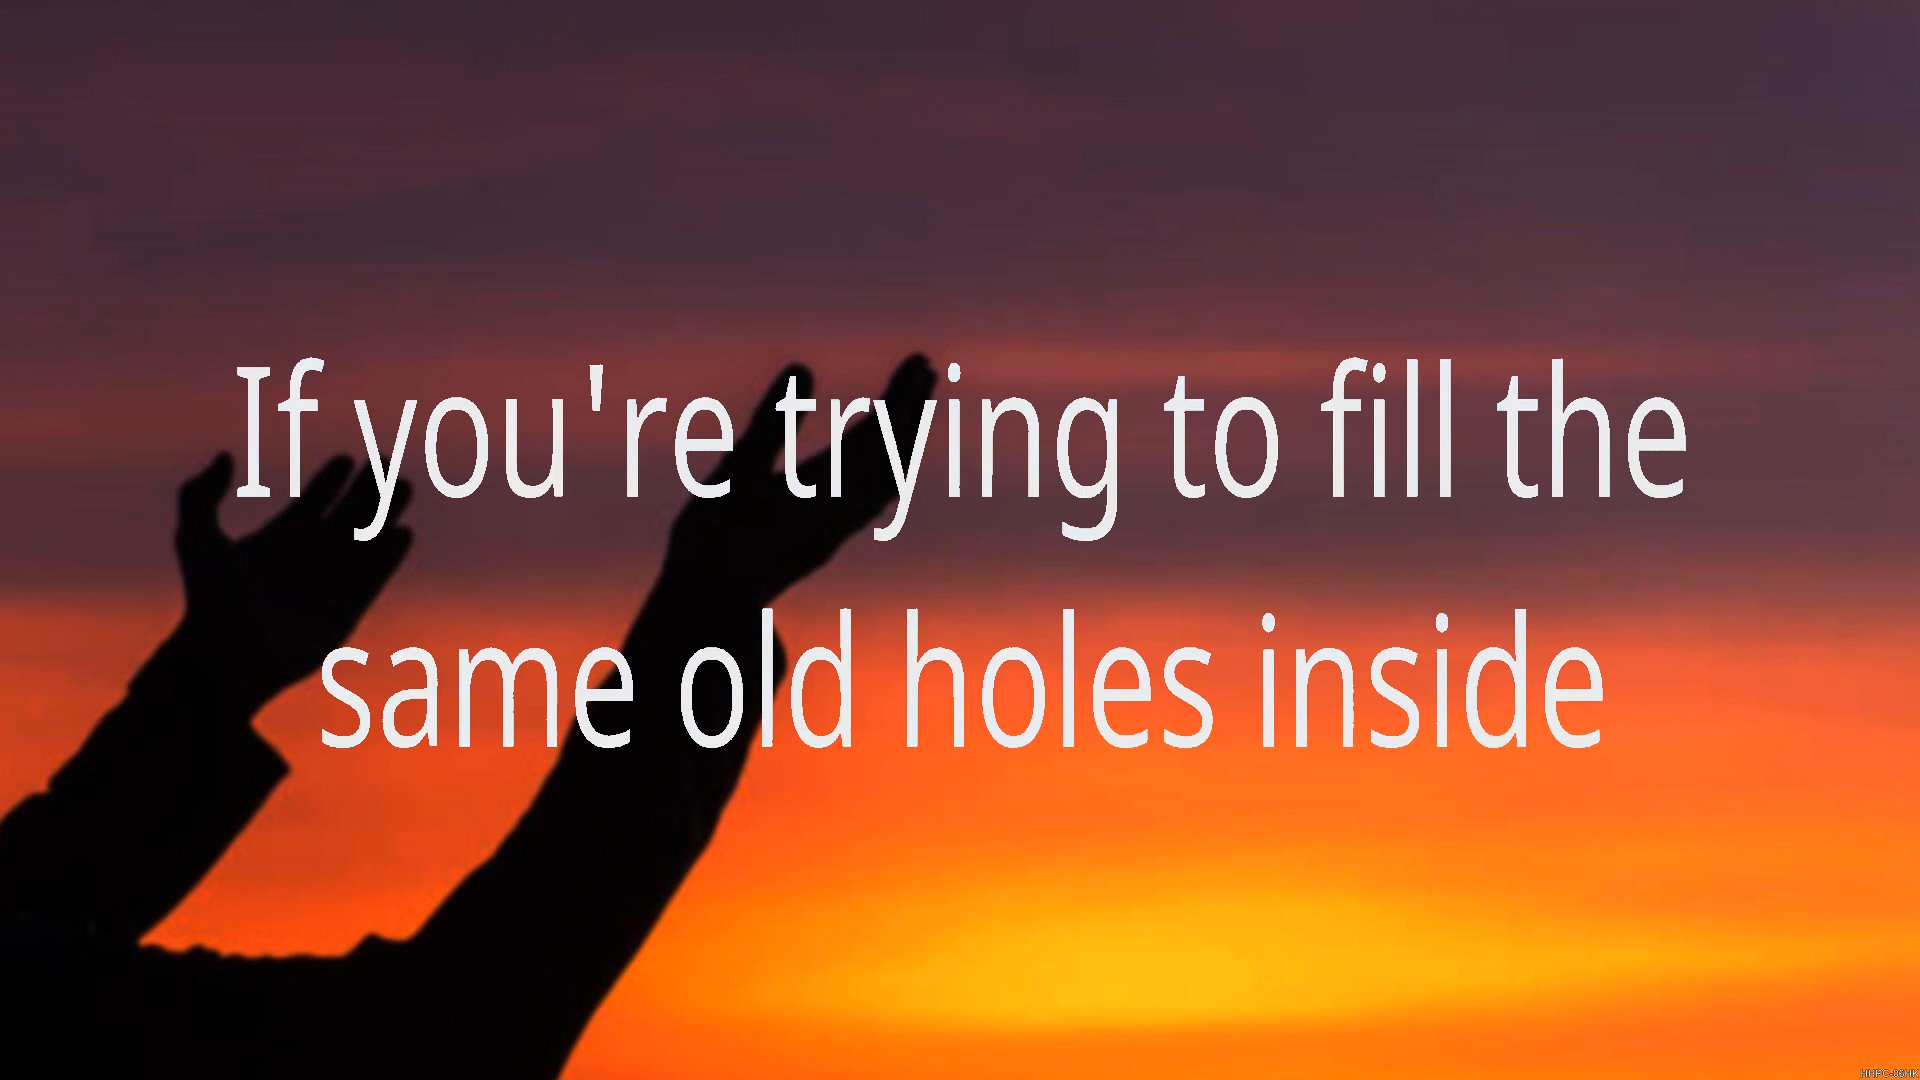 If you're trying to fill the
same old holes inside